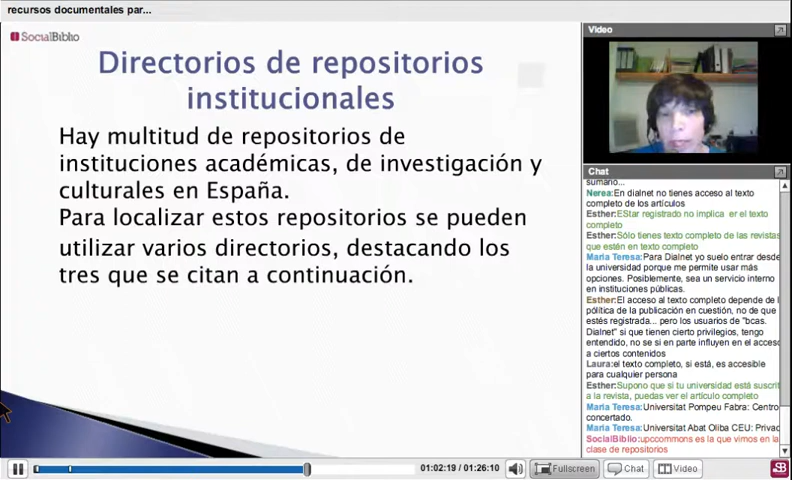 recursos documentales par...
SocialBiblio
Directorios de repositorios
institucionales
Hay multitud de repositorios de
instituciones académicas, de investigación y
culturales en España.
Para localizar estos repositorios se pueden
utilizar varios directorios, destacando los
tres que se citan a continuación.
Video
Chat
sumario...
Nerea:En dialnet no tienes acceso al texto
completo de los artículos
Esther:EStar registrado no implica er el texto
completo
Esther:Sólo tienes texto completo de las revistas
que estén en texto completo
Maria Teresa:Para Dialnet yo suelo entrar desde
la universidad porque me permite usar más
opciones. Posiblemente, sea un servicio interno
en instituciones públicas.
Esther:El acceso al texto completo depende de l
política de la publicación en cuestión, no de que
estés registrada... pero los usuarios de "bcas.
Dialnet" si que tienen cierto privilegios, tengo
entendido, no se si en parte influyen en el acceso
a ciertos contenidos
Laura:el texto completo, si está, es accesible
para cualquier persona
Esther:Supono que si tu universidad está suscrit
a la revista, puedas ver el artículo completo
Maria Teresa:Universitat Pompeu Fabra: Centro
concertado.
Maria Teresa:Universitat Abat Oliba CEU: Privad
SocialBiblio:upccommons es la que vimos en la
clase de repositorios
01:02:19 / 01:26:10
Fullscreen
Chat
Video
SB